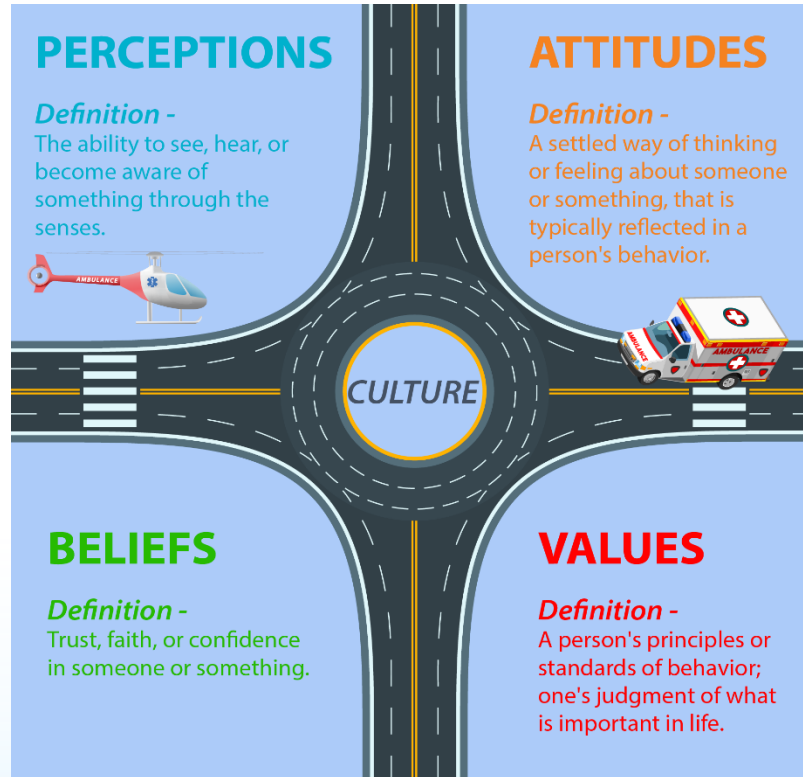 PERCEPTIONS
Definition -
The ability to see, hear, or
become aware of
something through the
senses.
AMBULANCE
ATTITUDES
Definition -
A settled way of thinking
or feeling about someone
or something, that is
typically reflected in a
person's behavior.
AMBULANCE
AMBULANCE
CULTURE
BELIEFS
Definition -
Trust, faith, or confidence
in someone or something.
VALUES
Definition -
A person's principles or
standards of behavior;
one's judgment of what
is important in life.